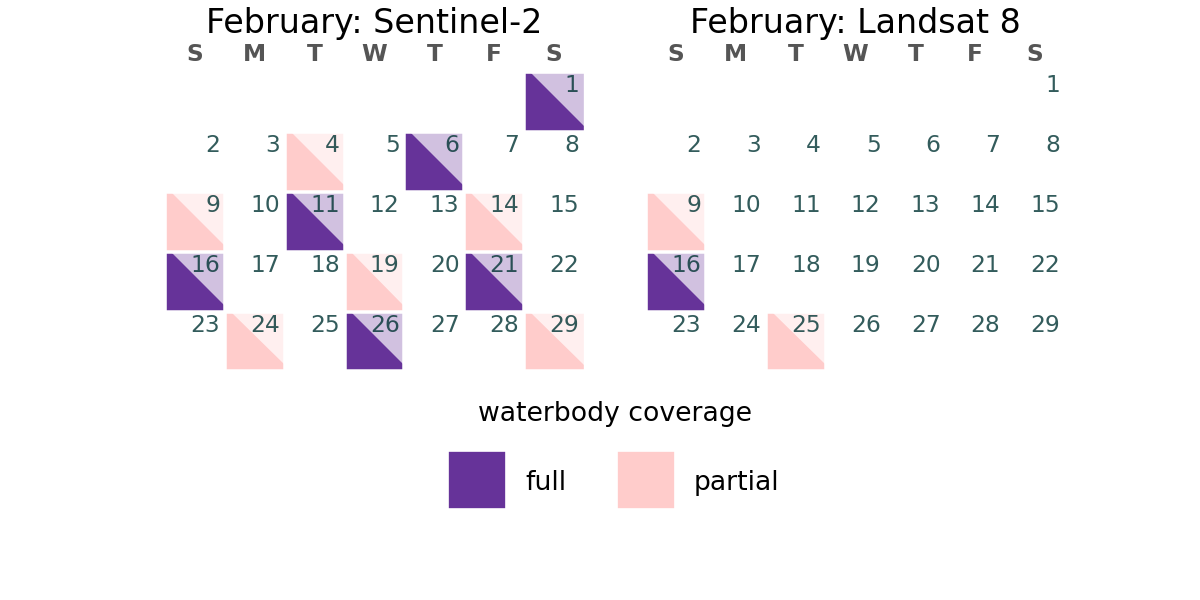 February: Sentinel-2
S M T W T F S
1
2 3 4 5 6 7 8
9 10 11 12 13 14 15
16 17 18 19 20 21 22
23 24 25 26 27 28 29
February: Landsat 8
S M T W T F S
1
2 3 4 5 6 7 8
9 10 11 12 13 14 15
16 17 18 19 20 21 22
23 24 25 26 27 28 29
waterbody coverage
full partial